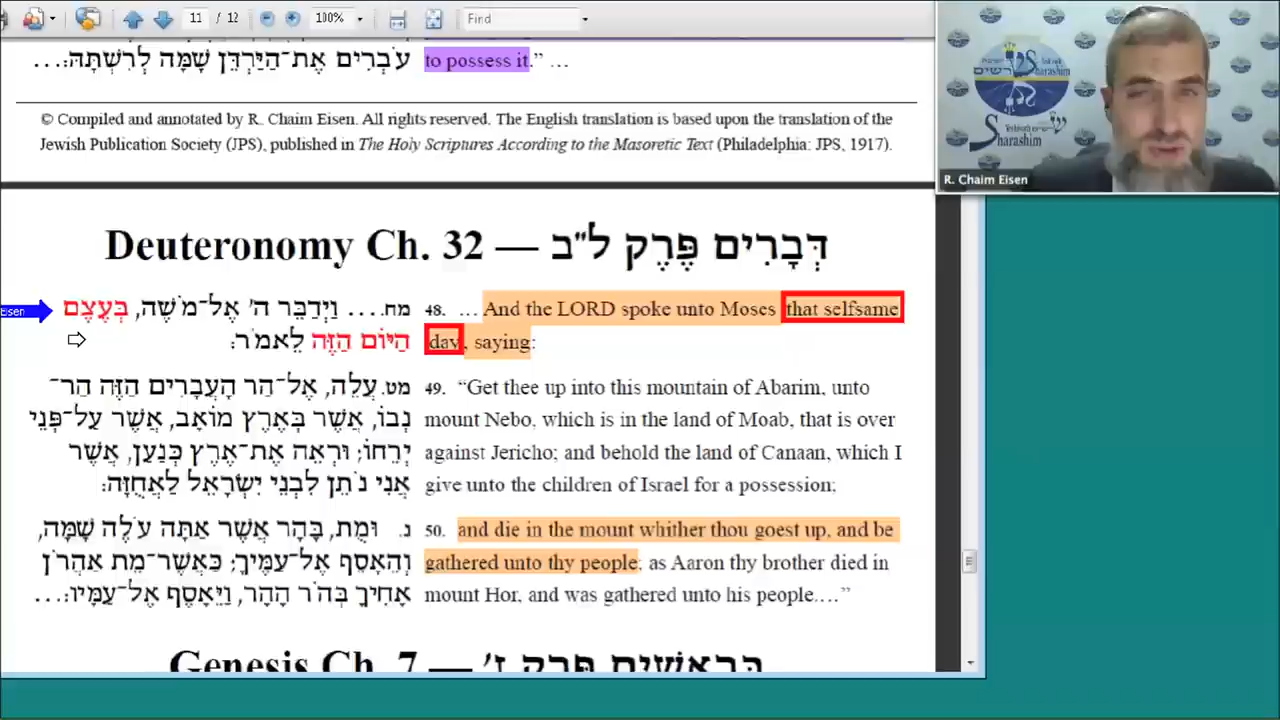 11 / 12
100%
Find
עֹבְרִים אֶת־הַיַּרְדֵּן שָׁמָּה לְרִשְׁתָּהּ:...
to possess it.” ...
© Compiled and annotated by R. Chaim Eisen. All rights reserved. The English translation is based upon the translation of the
Jewish Publication Society (JPS), published in The Holy Scriptures According to the Masoretic Text (Philadelphia: JPS, 1917).
R. Chaim Eisen
Deuteronomy Ch. 32 — דְּבָרִים פֶּרֶק ל"ב
Eisen
מח. ... וַיְדַבֵּר ה' אֶל־מֹשֶׁה, בְּעֶצֶם
הַיּוֹם הַזֶּה לֵאמֹר:
48. ... And the LORD spoke unto Moses that selfsame
day, saying:
מט. עֲלֵה, אֶל־הַר הָעֲבָרִים הַזֶּה הַר־
נְבוֹ, אֲשֶׁר בְּאֶרֶץ מוֹאָב, אֲשֶׁר עַל־פְּנֵי
יְרֵחוֹ; וּרְאֵה אֶת־אֶרֶץ כְּנַעַן, אֲשֶׁר
אֲנִי נֹתֵן לִבְנֵי יִשְׂרָאֵל לַאֲחֻזָּה:
49. “Get thee up into this mountain of Abarim, unto
mount Nebo, which is in the land of Moab, that is over
against Jericho; and behold the land of Canaan, which I
give unto the children of Israel for a possession;
נ. וּמֻת, בָּהָר אֲשֶׁר אַתָּה עֹלֶה שָׁמָּה,
וְהֵאָסֵף אֶל־עַמֶּיךָ; כַּאֲשֶׁר־מֵת אַהֲרֹן
אָחִיךָ בְּהֹר הָהָר, וַיֵּאָסֶף אֶל־עַמָּיו:...
50. and die in the mount whither thou goest up, and be
gathered unto thy people; as Aaron thy brother died in
mount Hor, and was gathered unto his people....”
Genesis Ch. 7 — בְּרֵאשִׁית פֶּרֶק ז'